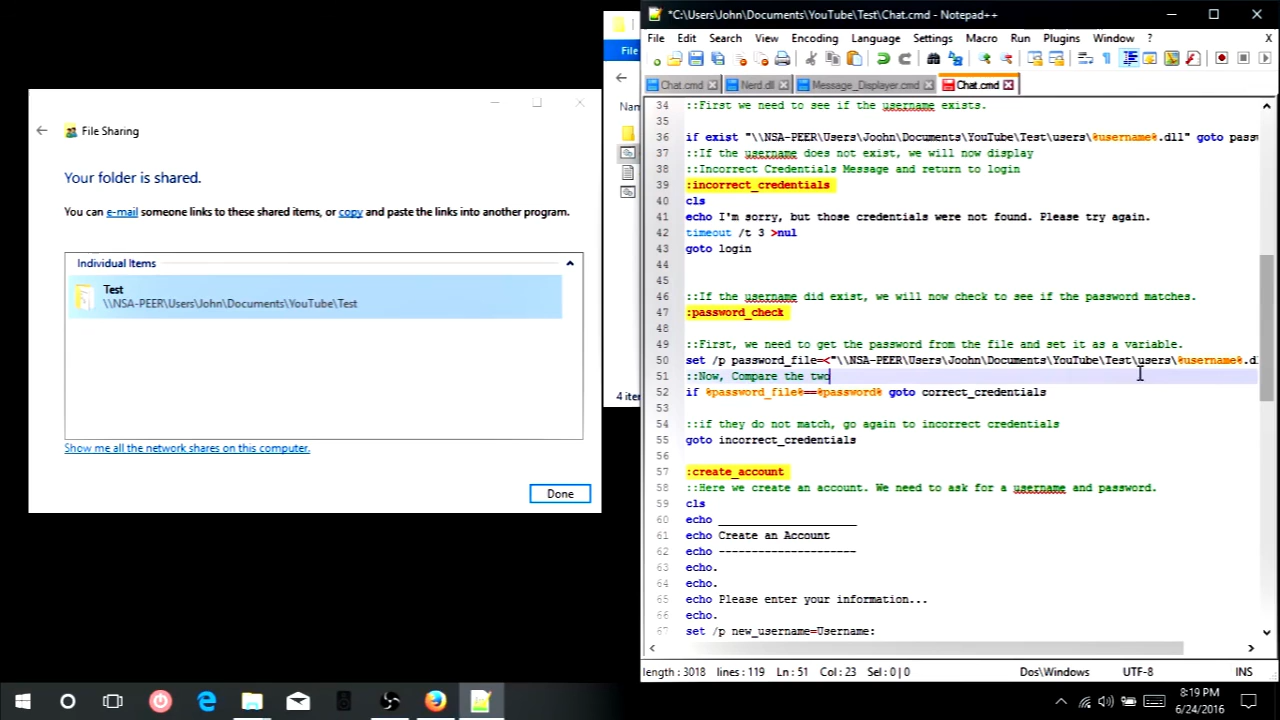 File Sharing
Your folder is shared.
You can e-mail someone links to these shared items, or copy and paste the links into another program.
Individual Items
Test
\\NSA-PEER\Users\John\Documents\YouTube\Test
Show me all the network shares on this computer.
Done
File
Nam
4 iter
*C:\Users\John\Documents\YouTube\Test\Chat.cmd - Notepad++
File Edit Search View Encoding Language Settings Macro Run Plugins Window ? X
Chat.cmd Nerd.dll Message_Displayer.cmd Chat.cmd
34 ::First we need to see if the username exists.
35
36 if exist "\\NSA-PEER\Users\Joohn\Documents\YouTube\Test\users\%username%.dll" goto passw
37 ::If the username does not exist, we will now display
38 ::Incorrect Credentials Message and return to login
39 :incorrect_credentials
40 cls
41 echo I'm sorry, but those credentials were not found. Please try again.
42 timeout /t 3 >nul
43 goto login
44
45
46 ::If the username did exist, we will now check to see if the password matches.
47 :password_check
48
49 ::First, we need to get the password from the file and set it as a variable.
50 set /p password_file=<"\\NSA-PEER\Users\Joohn\Documents\YouTube\Test\users\%username%.dl
51 ::Now, Compare the two
52 if %password_file%==%password% goto correct_credentials
53
54 ::if they do not match, go again to incorrect credentials
55 goto incorrect_credentials
56
57 :create_account
58 ::Here we create an account. We need to ask for a username and password.
59 cls
60 echo ____________________
61 echo Create an Account
62 echo --------------------
63 echo.
64 echo.
65 echo Please enter your information...
66 echo.
67 set /p new_username=Username:
length : 3018 lines : 119 Ln : 51 Col : 23 Sel : 0 | 0 Dos\Windows UTF-8 INS
8:19 PM
6/24/2016